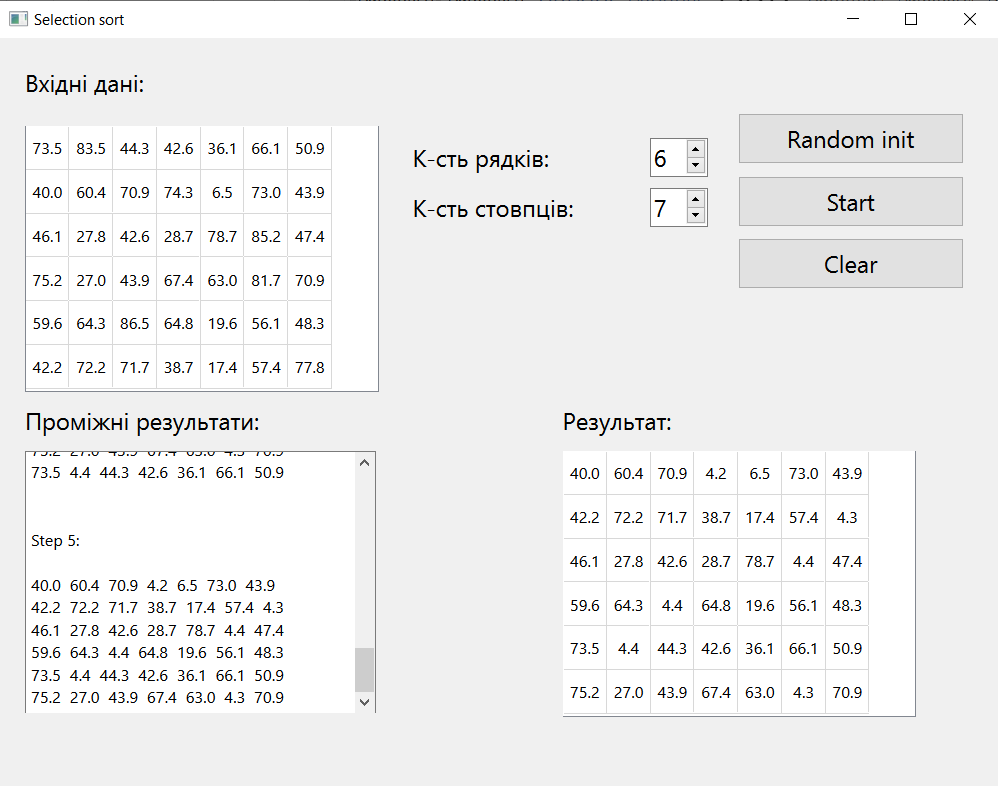 Selection sort
Вхідні дані:
73.5 83.5 44.3 42.6 36.1 66.1 50.9
40.0 60.4 70.9 74.3 6.5 73.0 43.9
46.1 27.8 42.6 28.7 78.7 85.2 47.4
75.2 27.0 43.9 67.4 63.0 81.7 70.9
59.6 64.3 86.5 64.8 19.6 56.1 48.3
42.2 72.2 71.7 38.7 17.4 57.4 77.8
К-сть рядків:
6
К-сть стовпців:
7
Random init
Start
Clear
Проміжні результати:
75.2 27.0 43.9 67.4 63.0 4.3 70.9
73.5 4.4 44.3 42.6 36.1 66.1 50.9
Step 5:
40.0 60.4 70.9 4.2 6.5 73.0 43.9
42.2 72.2 71.7 38.7 17.4 57.4 4.3
46.1 27.8 42.6 28.7 78.7 4.4 47.4
59.6 64.3 4.4 64.8 19.6 56.1 48.3
73.5 4.4 44.3 42.6 36.1 66.1 50.9
75.2 27.0 43.9 67.4 63.0 4.3 70.9
Результат:
40.0 60.4 70.9 4.2 6.5 73.0 43.9
42.2 72.2 71.7 38.7 17.4 57.4 4.3
46.1 27.8 42.6 28.7 78.7 4.4 47.4
59.6 64.3 4.4 64.8 19.6 56.1 48.3
73.5 4.4 44.3 42.6 36.1 66.1 50.9
75.2 27.0 43.9 67.4 63.0 4.3 70.9